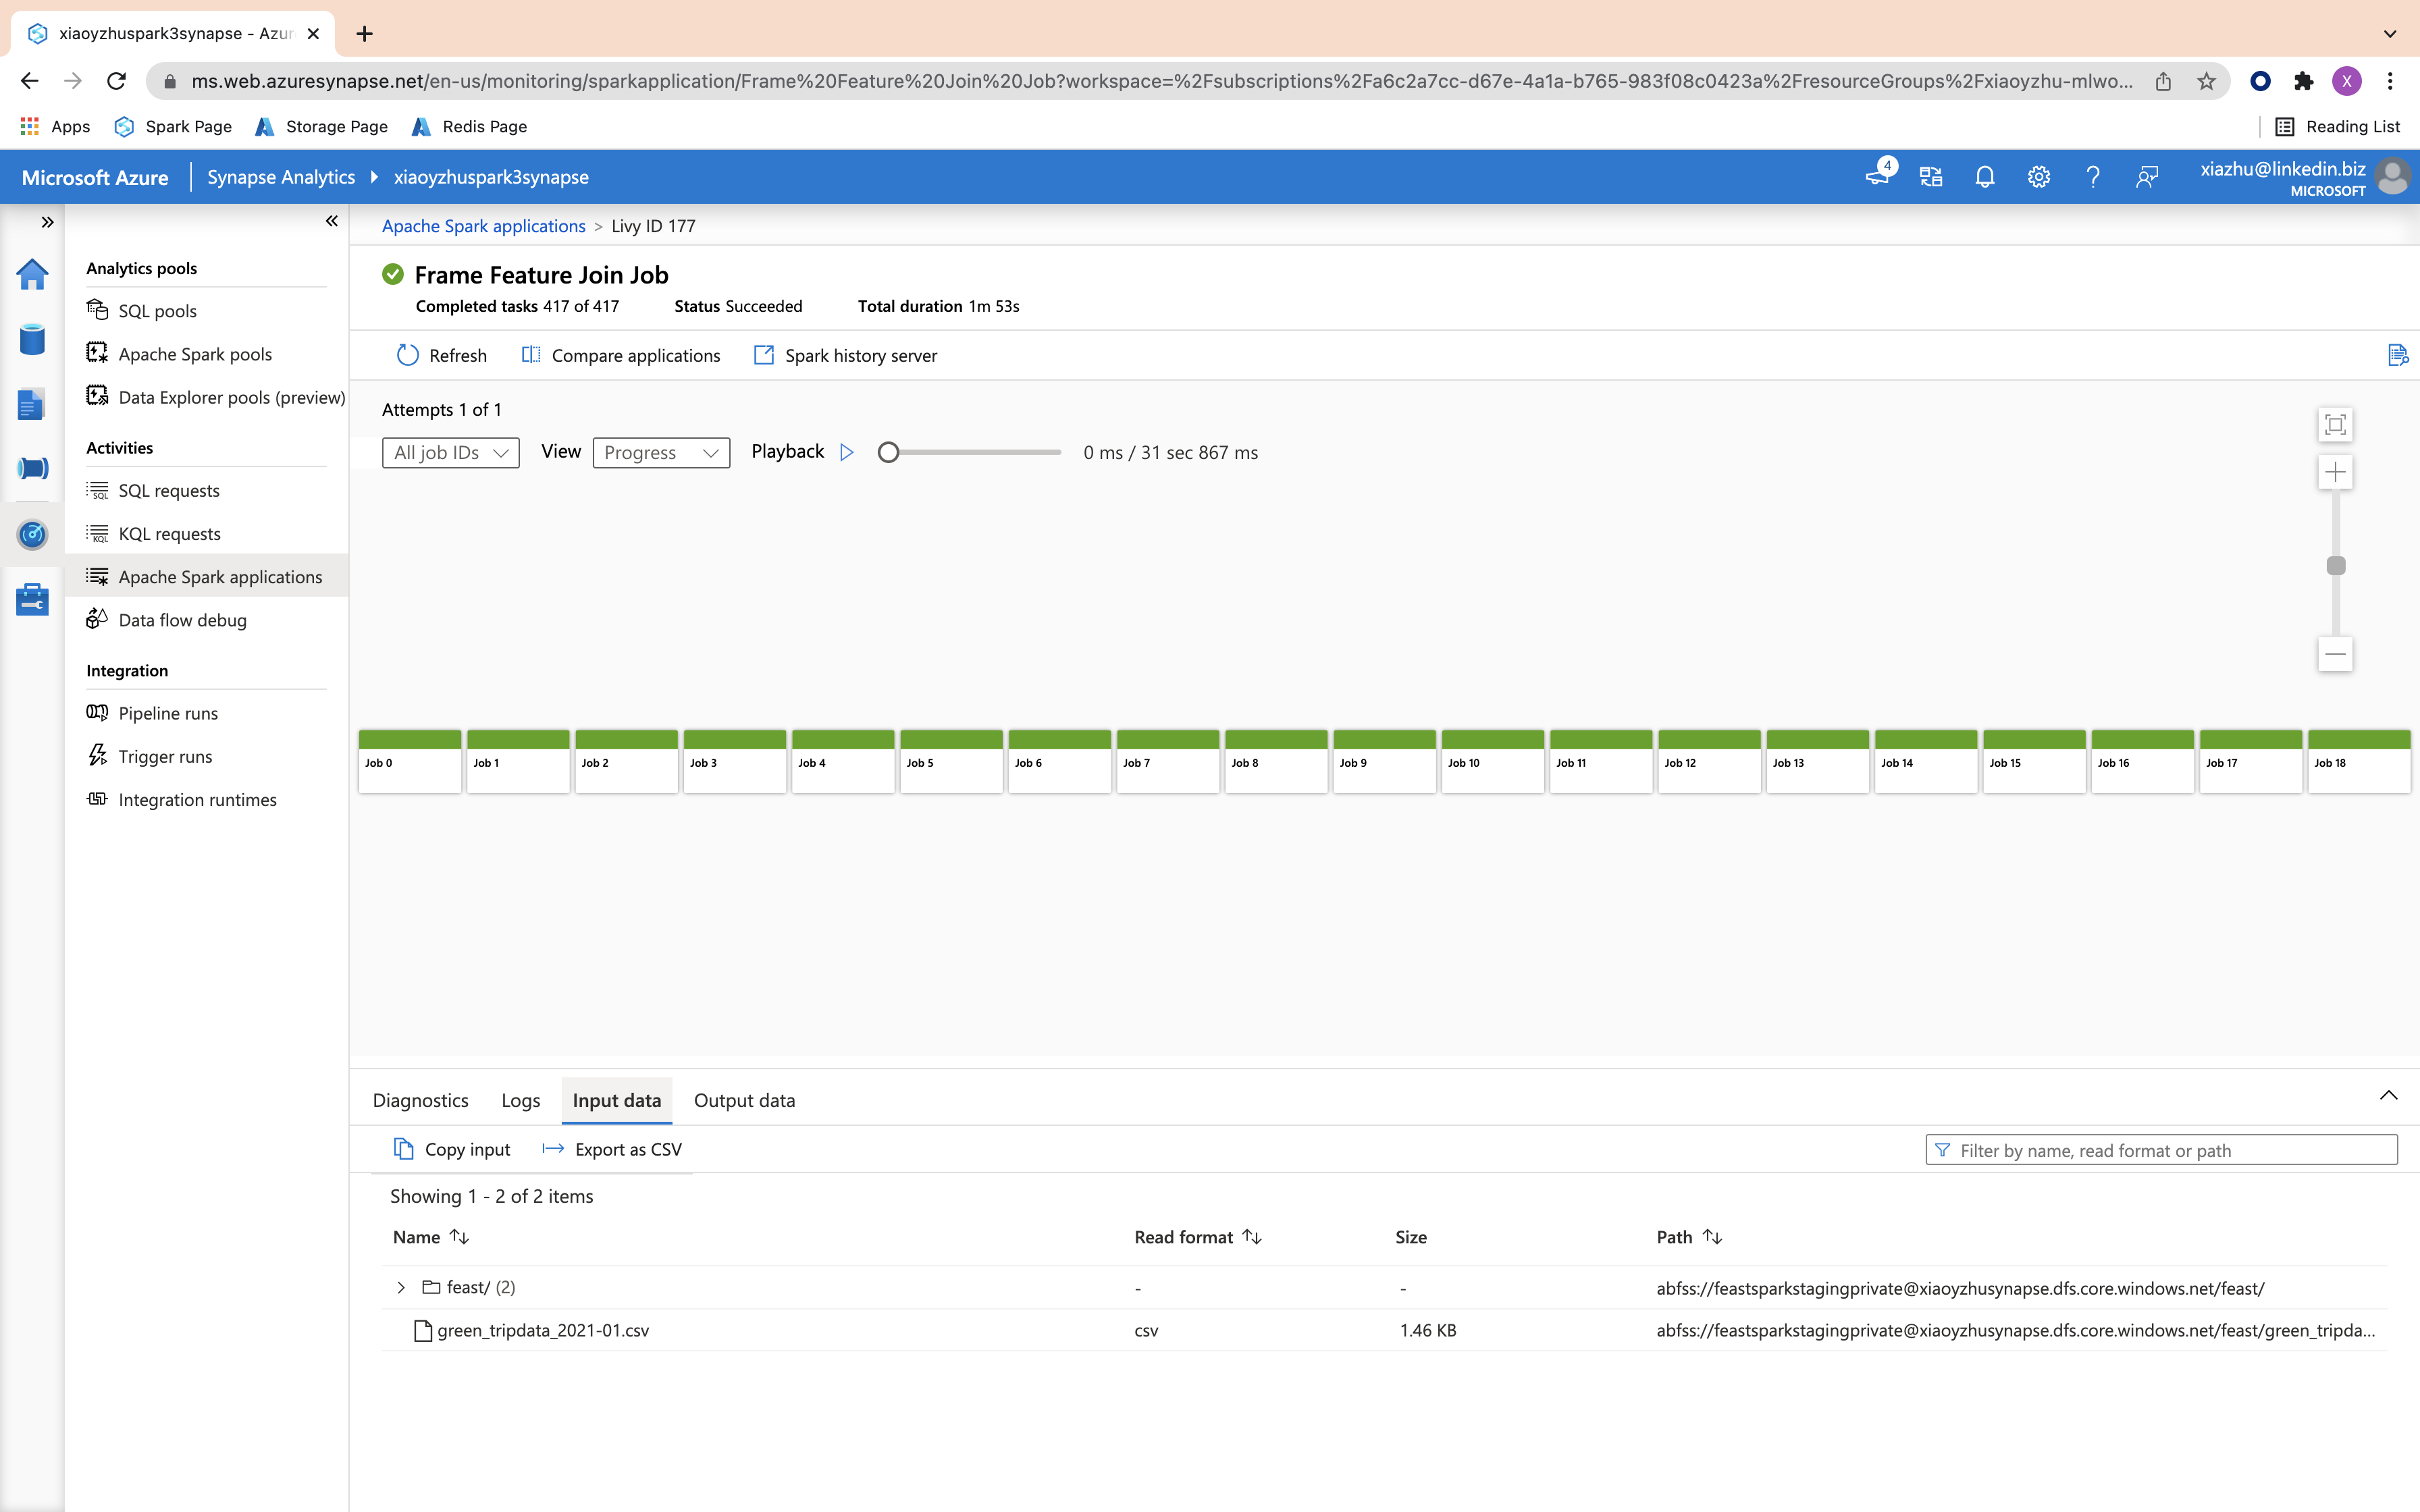 xiaoyzhuspark3synapse - Azur
ms.web.azuresynapse.net/en-us/monitoring/sparkapplication/Frame%20Feature%20Join%20Job?workspace=%2Fsubscriptions%2Fa6c2a7cc-d67e-4a1a-b765-983f08c0423a%2FresourceGroups%2Fxiaoyzhu-mlwo...
X
Apps
Spark Page
Storage Page
Redis Page
Reading List
Microsoft Azure
Synapse Analytics
xiaoyzhuspark3synapse
4
xiazhu@linkedin.biz
MICROSOFT
Analytics pools
SQL pools
Apache Spark pools
Data Explorer pools (preview)
Activities
SQL requests
KQL requests
Apache Spark applications
Data flow debug
Integration
Pipeline runs
Trigger runs
Integration runtimes
Apache Spark applications > Livy ID 177
Frame Feature Join Job
Completed tasks 417 of 417 Status Succeeded Total duration 1m 53s
Refresh Compare applications Spark history server
Attempts 1 of 1
All job IDs View Progress Playback 0 ms / 31 sec 867 ms
Job 0 Job 1 Job 2 Job 3 Job 4 Job 5 Job 6 Job 7 Job 8 Job 9 Job 10 Job 11 Job 12 Job 13 Job 14 Job 15 Job 16 Job 17 Job 18
Diagnostics Logs Input data Output data
Copy input Export as CSV Filter by name, read format or path
Showing 1 - 2 of 2 items
Name Read format Size Path
feast/ (2) - - abfss://feastsparkstagingprivate@xiaoyzhusynapse.dfs.core.windows.net/feast/
green_tripdata_2021-01.csv csv 1.46 KB abfss://feastsparkstagingprivate@xiaoyzhusynapse.dfs.core.windows.net/feast/green_tripda...